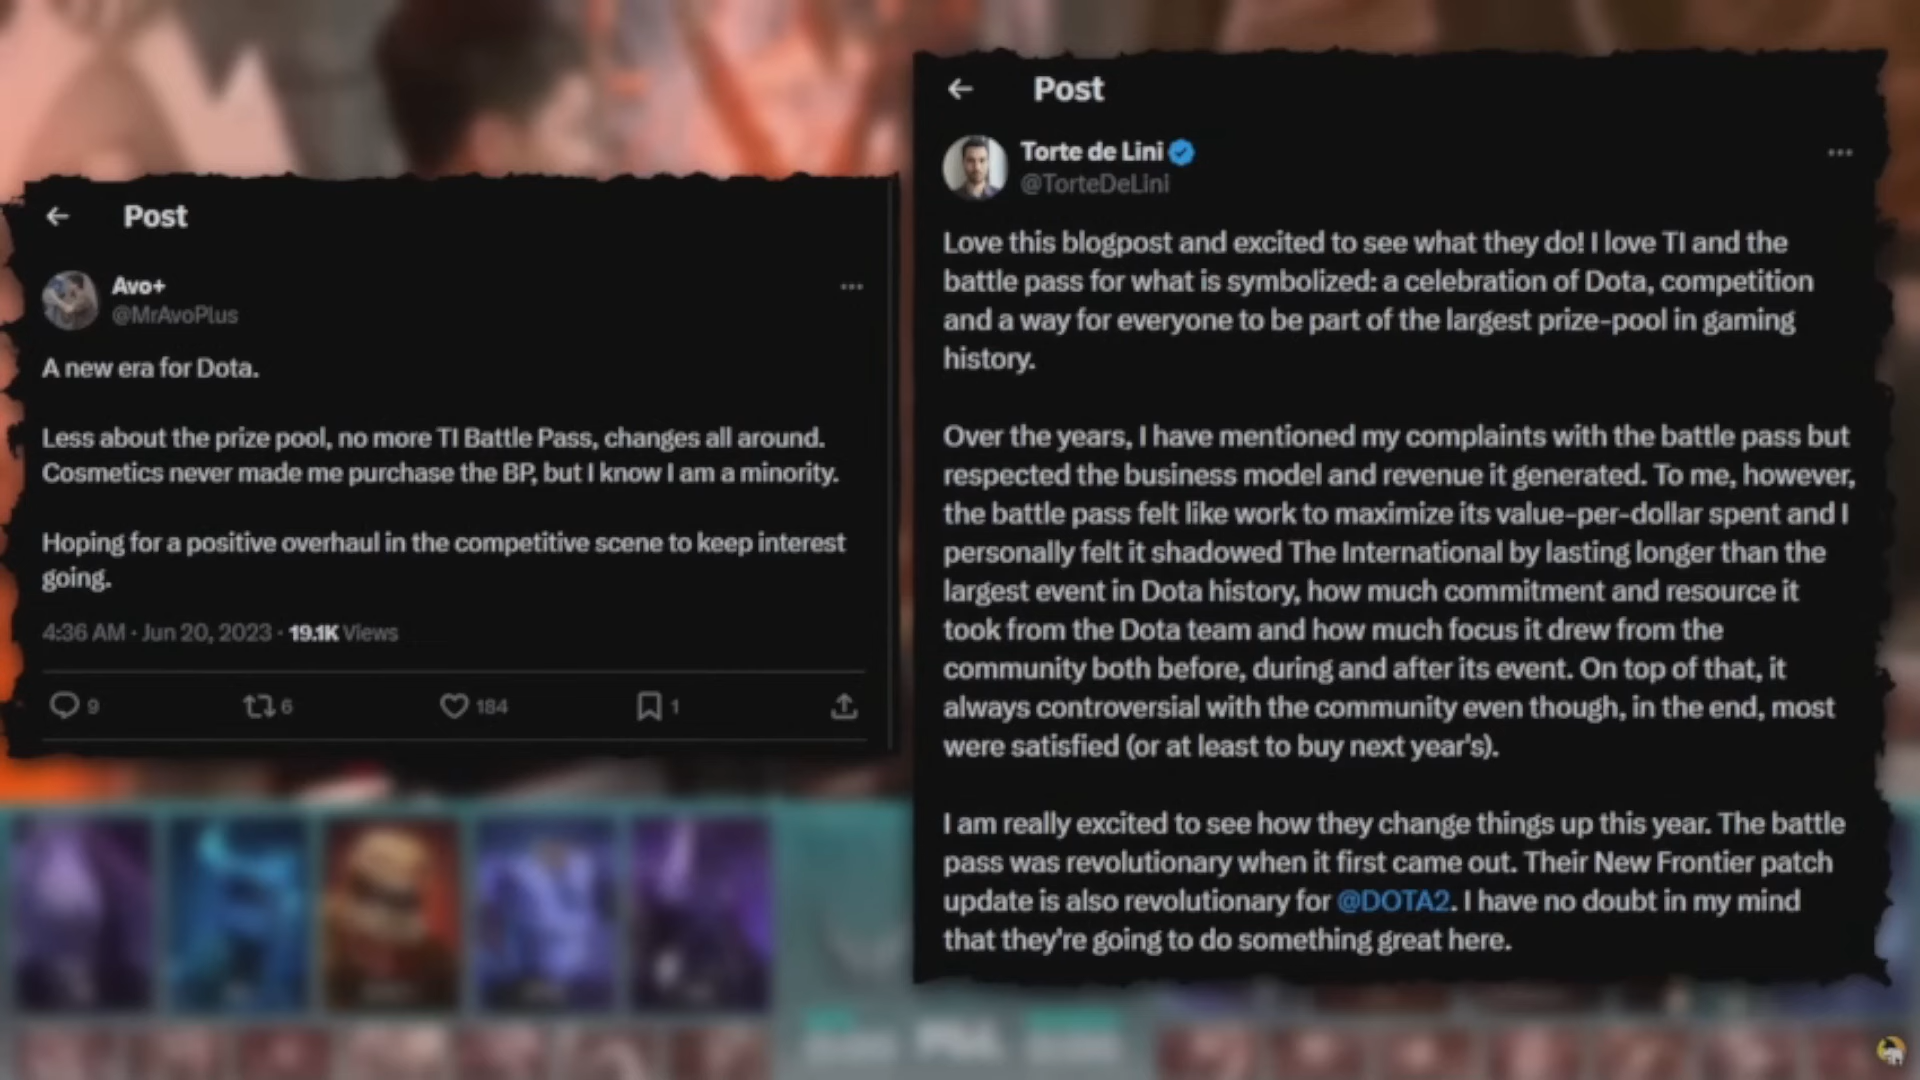 Post
Avo+
@MrAvoPlus
A new era for Dota.
Less about the prize pool, no more TI Battle Pass, changes all around.
Cosmetics never made me purchase the BP, but I know I am a minority.
Hoping for a positive overhaul in the competitive scene to keep interest
going.
4:36 AM · Jun 20, 2023 · 19.1K Views
9 6 184 1
Post
Torte de Lini
@TorteDeLini
Love this blogpost and excited to see what they do! I love TI and the
battle pass for what is symbolized: a celebration of Dota, competition
and a way for everyone to be part of the largest prize-pool in gaming
history.
Over the years, I have mentioned my complaints with the battle pass but
respected the business model and revenue it generated. To me, however,
the battle pass felt like work to maximize its value-per-dollar spent and I
personally felt it shadowed The International by lasting longer than the
largest event in Dota history, how much commitment and resource it
took from the Dota team and how much focus it drew from the
community both before, during and after its event. On top of that, it
always controversial with the community even though, in the end, most
were satisfied (or at least to buy next year's).
I am really excited to see how they change things up this year. The battle
pass was revolutionary when it first came out. Their New Frontier patch
update is also revolutionary for @DOTA2. I have no doubt in my mind
that they're going to do something great here.